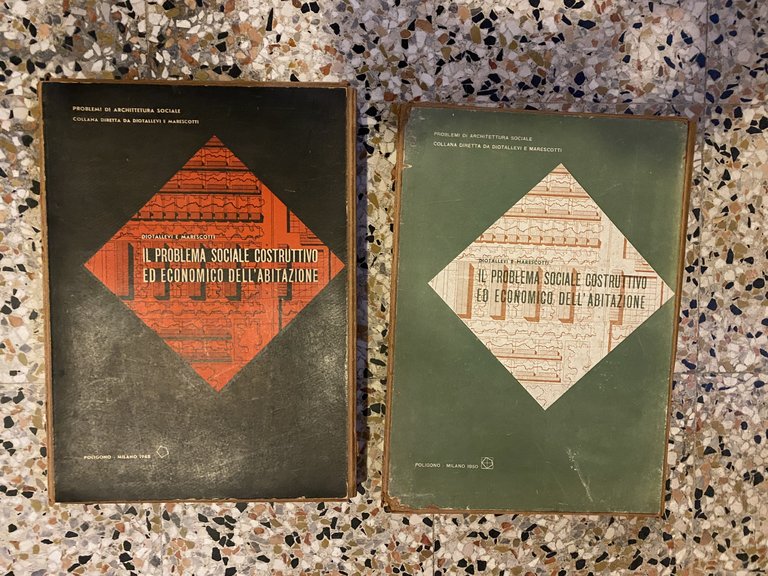 PROBLEMI DI ARCHITETTURA SOCIALE
COLLANA DIRETTA DA DIOTALLEVI E MARESCOTTI
DIOTALLEVI E MARESCOTTI
IL PROBLEMA SOCIALE COSTRUTTIVO
ED ECONOMICO DELL'ABITAZIONE
POLIGONO - MILANO 1948
PROBLEMI DI ARCHITETTURA SOCIALE
COLLANA DIRETTA DA DIOTALLEVI E MARESCOTTI
DIOTALLEVI E MARESCOTTI
IL PROBLEMA SOCIALE COSTRUTTIVO
ED ECONOMICO DELL'ABITAZIONE
POLIGONO - MILANO 1950